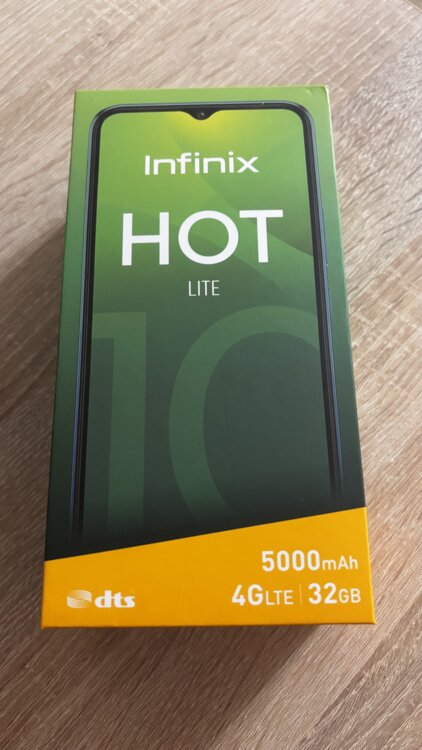 Infinix
HOT
LITE
10
5000mAh
dts
4GLTE | 32GB